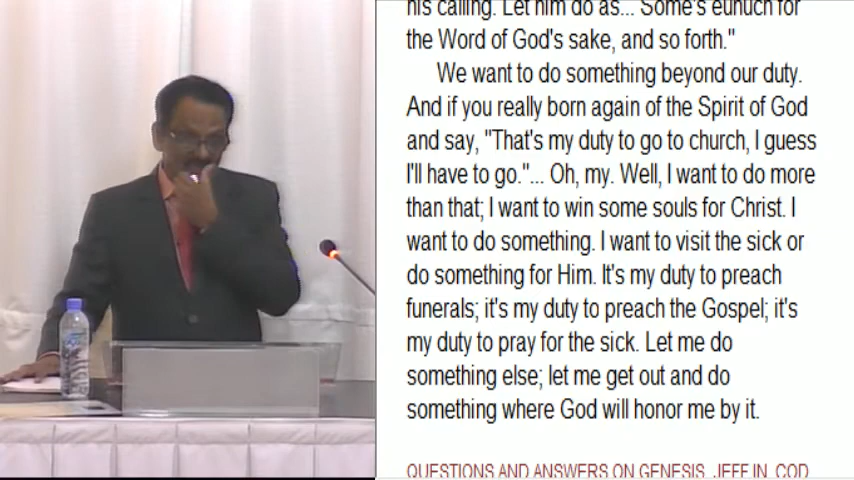 his calling. Let him do as... Some's eunuch for
the Word of God's sake, and so forth."
We want to do something beyond our duty.
And if you really born again of the Spirit of God
and say, "That's my duty to go to church, I guess
I'll have to go."... Oh, my. Well, I want to do more
than that; I want to win some souls for Christ. I
want to do something. I want to visit the sick or
do something for Him. It's my duty to preach
funerals; it's my duty to preach the Gospel; it's
my duty to pray for the sick. Let me do
something else; let me get out and do
something where God will honor me by it.
QUESTIONS AND ANSWERS ON GENESIS JEFF.IN COD